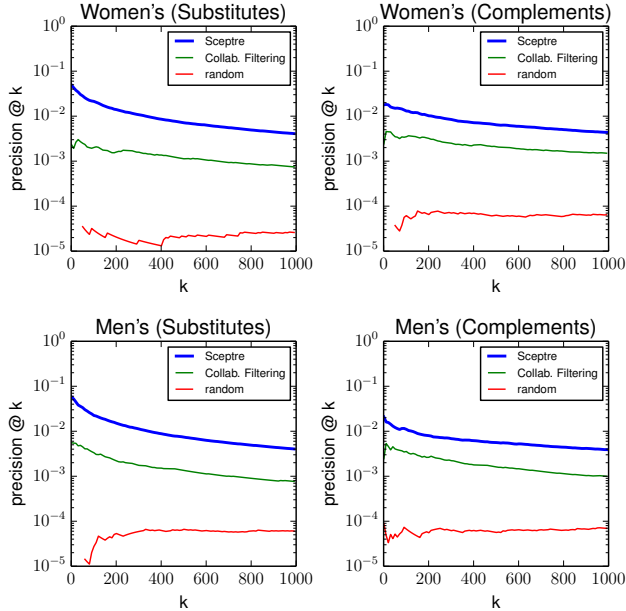 Women's (Substitutes)
precision @ k
10^0
10^-1
10^-2
10^-3
10^-4
10^-5
Sceptre
Collab. Filtering
random
0 200 400 600 800 1000
k
Women's (Complements)
precision @ k
10^0
10^-1
10^-2
10^-3
10^-4
10^-5
Sceptre
Collab. Filtering
random
0 200 400 600 800 1000
k
Men's (Substitutes)
precision @ k
10^0
10^-1
10^-2
10^-3
10^-4
10^-5
Sceptre
Collab. Filtering
random
0 200 400 600 800 1000
k
Men's (Complements)
precision @ k
10^0
10^-1
10^-2
10^-3
10^-4
10^-5
Sceptre
Collab. Filtering
random
0 200 400 600 800 1000
k